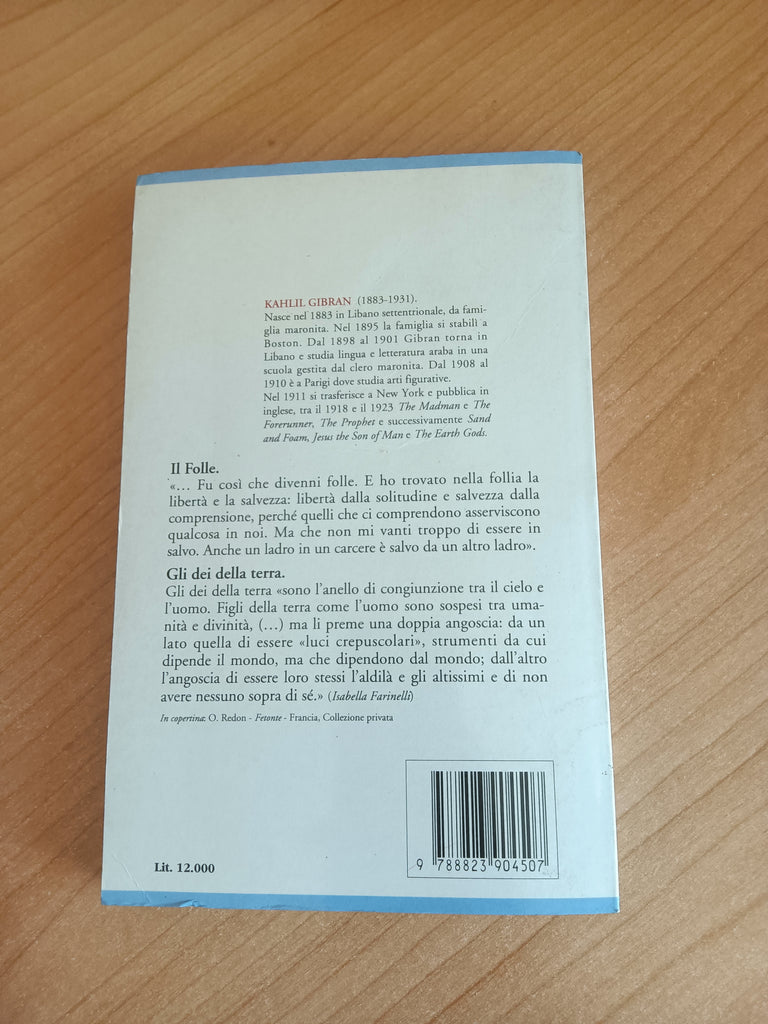 KAHLIL GIBRAN (1883-1931).
Nasce nel 1883 in Libano settentrionale, da fami-
glia maronita. Nel 1895 la famiglia si stabilì a
Boston. Dal 1898 al 1901 Gibran torna in
Libano e studia lingua e letteratura araba in una
scuola gestita dal clero maronita. Dal 1908 al
1910 è a Parigi dove studia arti figurative.
Nel 1911 si trasferisce a New York e pubblica in
inglese, tra il 1918 e il 1923 The Madman e The
Forerunner, The Prophet e successivamente Sand
and Foam, Jesus the Son of Man e The Earth Gods.
Il Folle.
«… Fu così che divenni folle. E ho trovato nella follia la
libertà e la salvezza: libertà dalla solitudine e salvezza dalla
comprensione, perché quelli che ci comprendono asserviscono
qualcosa in noi. Ma che non mi vanti troppo di essere in
salvo. Anche un ladro in un carcere è salvo da un altro ladro».
Gli dei della terra.
Gli dei della terra «sono l'anello di congiunzione tra il cielo e
l'uomo. Figli della terra come l'uomo sono sospesi tra uma-
nità e divinità, (…) ma li preme una doppia angoscia: da un
lato quella di essere «luci crepuscolari», strumenti da cui
dipende il mondo, ma che dipendono dal mondo; dall'altro
l'angoscia di essere loro stessi l'aldilà e gli altissimi e di non
avere nessuno sopra di sé.» (Isabella Farinelli)
In copertina: O. Redon - Fetonte - Francia, Collezione privata
Lit. 12.000
9 788823 904507